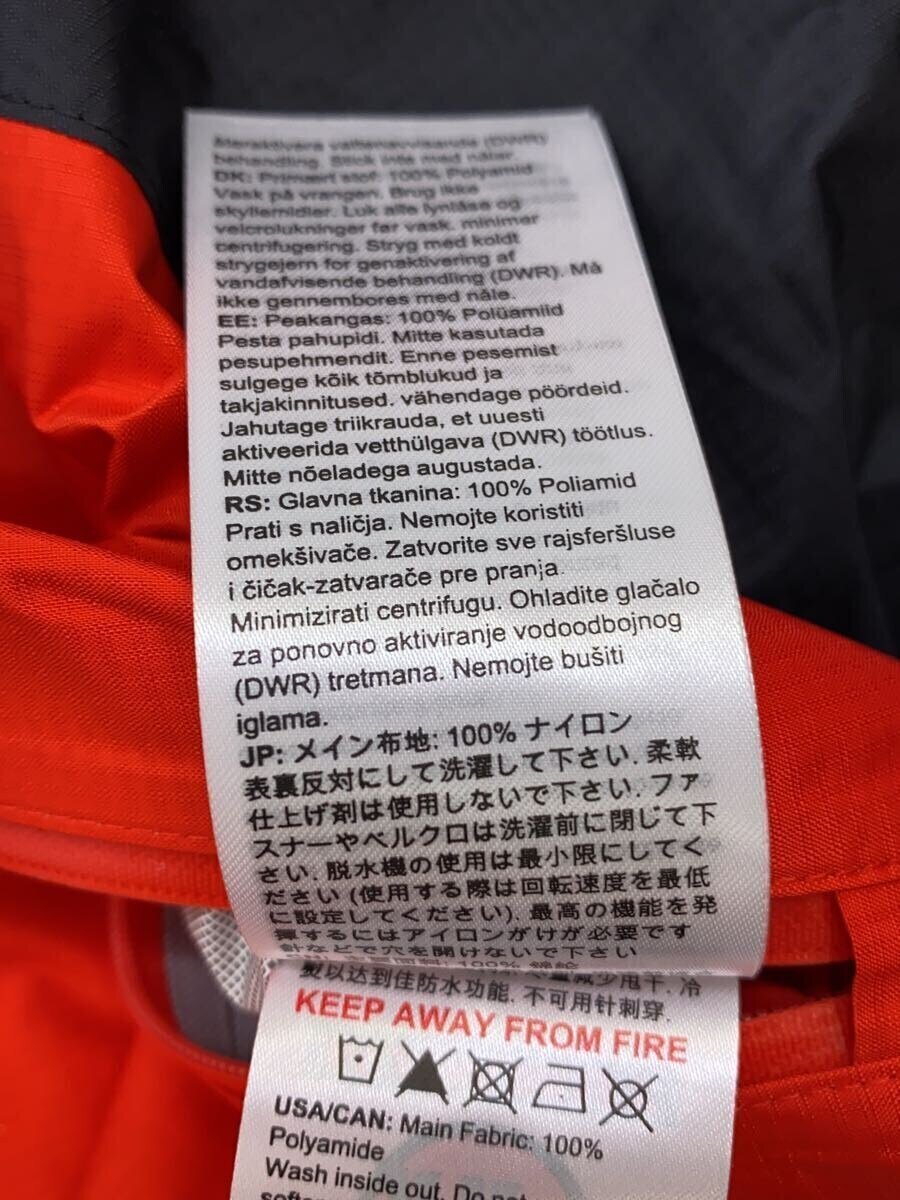 återaktivera vattenavvisande (DWR)
behandling. Stick inte med nålar.
DK: Primært stof: 100% Polyamid
Vask på vrangen. Brug ikke
skyllemidler. Luk alle lynlåse og
velcrolukninger før vask. minimer
centrifugering. Stryg med koldt
strygejern for genaktivering af
vandafvisende behandling (DWR). Må
ikke gennembores med nåle.
EE: Peakangas: 100% Polüamiid
Pesta pahupidi. Mitte kasutada
pesupehmendit. Enne pesemist
sulgege kõik tõmblukud ja
takjakinnitused. vähendage pöördeid.
Jahutage triikrauda, et uuesti
aktiveerida vetthülgava (DWR) töötlus.
Mitte nõeladega augustada.
RS: Glavna tkanina: 100% Poliamid
Prati s naličja. Nemojte koristiti
omekšivače. Zatvorite sve rajsferšluse
i čičak-zatvarače pre pranja.
Minimizirati centrifugu. Ohladite glačalo
za ponovno aktiviranje vodoodbojnog
(DWR) tretmana. Nemojte bušiti
iglama.
JP: メイン布地: 100% ナイロン
表裏反対にして洗濯して下さい. 柔軟
仕上げ剤は使用しないで下さい. ファ
スナーやベルクロは洗濯前に閉じて下
さい. 脱水機の使用は最小限にしてく
ださい (使用する際は回転速度を最低
に設定してください). 最高の機能を発
揮するにはアイロンがけが必要です
針などで穴を開けないで下さい
減少甩干. 冷
熨以达到佳防水功能. 不可用针刺穿.
KEEP AWAY FROM FIRE
USA/CAN: Main Fabric: 100%
Polyamide
Wash inside out. Do not